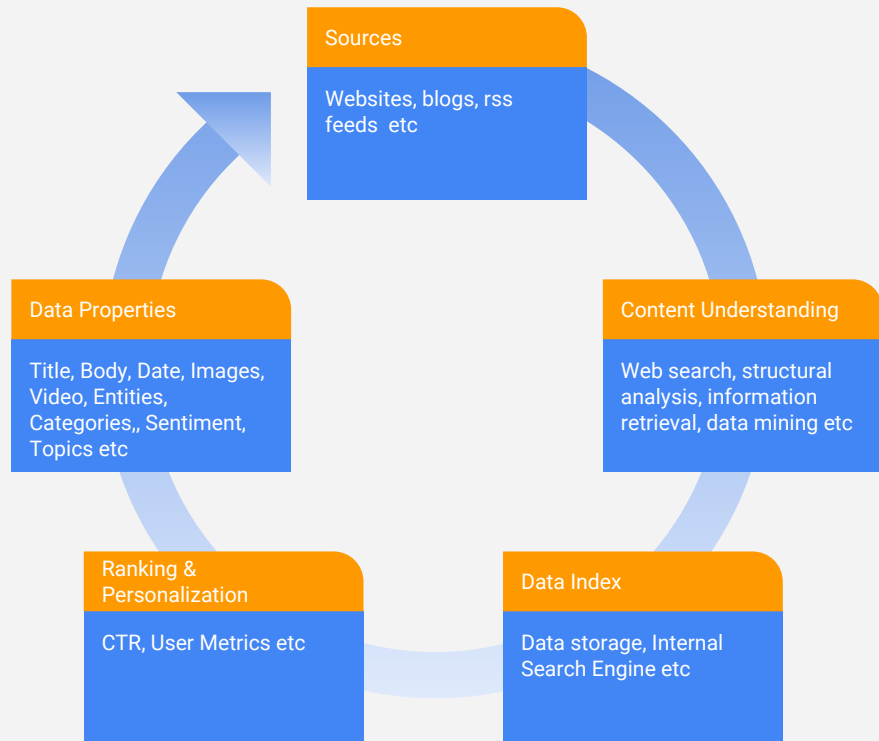 Sources
Websites, blogs, rss
feeds etc
Content Understanding
Web search, structural
analysis, information
retrieval, data mining etc
Data Index
Data storage, Internal
Search Engine etc
Ranking &
Personalization
CTR, User Metrics etc
Data Properties
Title, Body, Date, Images,
Video, Entities,
Categories,, Sentiment,
Topics etc